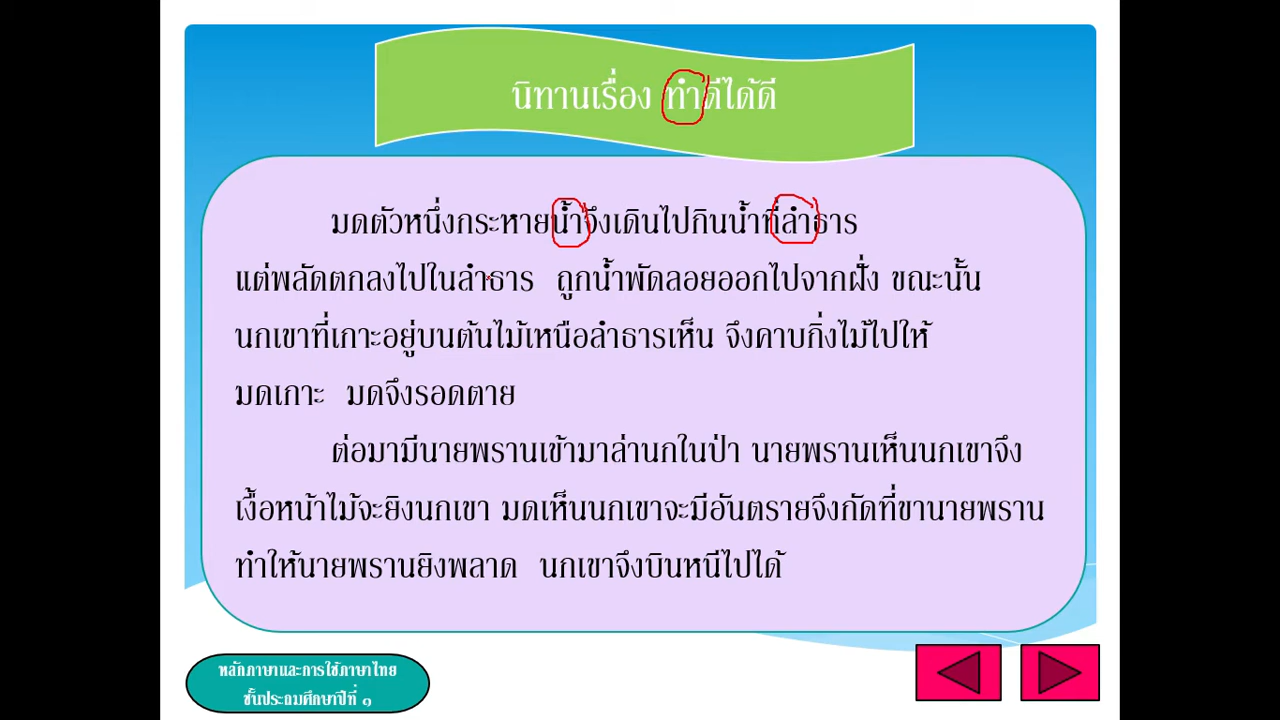 นิทานเรื่อง ทำดีได้ดี
มดตัวหนึ่งกระหายน้ำจึงเดินไปกินน้ำที่ลำธาร
แต่พลัดตกลงไปในลำธาร ถูกน้ำพัดลอยออกไปจากฝั่ง ขณะนั้น
นกเขาที่เกาะอยู่บนต้นไม้เหนือลำธารเห็น จึงคาบกิ่งไม้ไปให้
มดเกาะ มดจึงรอดตาย
ต่อมามีนายพรานเข้ามาล่านกในป่า นายพรานเห็นนกเขาจึง
เงื้อหน้าไม้จะยิงนกเขา มดเห็นนกเขาจะมีอันตรายจึงกัดที่ขานายพราน
ทำให้นายพรานยิงพลาด นกเขาจึงบินหนีไปได้
หลักภาษาและการใช้ภาษาไทย
ชั้นประถมศึกษาปีที่ ๑